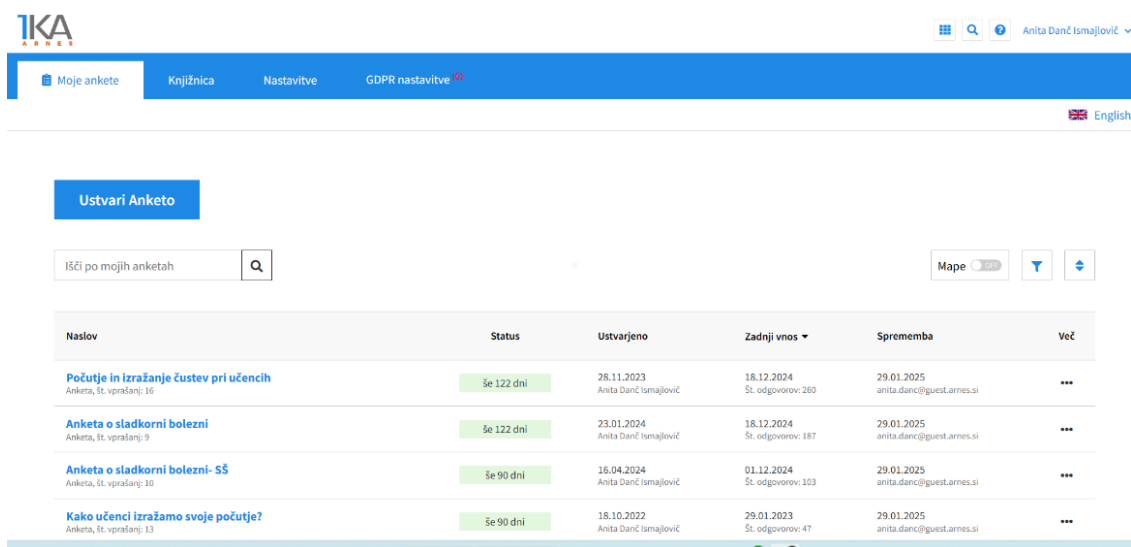 1KA
ARNES
Anita Danč Ismajlovič
Moje ankete Knjižnica Nastavitve GDPR nastavitve
English
Ustvari Anketo
Išči po mojih anketah
Mape OFF
Naslov Status Ustvarjeno Zadnji vnos Sprememba Več
Počutje in izražanje čustev pri učencih še 122 dni 28.11.2023 18.12.2024 29.01.2025
Anketa, št. vprašanj: 16 Anita Danč Ismajlovič Št. odgovorov: 260 anita.danc@guest.arnes.si
Anketa o sladkorni bolezni še 122 dni 23.01.2024 18.12.2024 29.01.2025
Anketa, št. vprašanj: 9 Anita Danč Ismajlovič Št. odgovorov: 187 anita.danc@guest.arnes.si
Anketa o sladkorni bolezni- SŠ še 90 dni 16.04.2024 01.12.2024 29.01.2025
Anketa, št. vprašanj: 10 Anita Danč Ismajlovič Št. odgovorov: 103 anita.danc@guest.arnes.si
Kako učenci izražamo svoje počutje? še 90 dni 18.10.2022 29.01.2023 29.01.2025
Anketa, št. vprašanj: 13 Anita Danč Ismajlovič Št. odgovorov: 47 anita.danc@guest.arnes.si